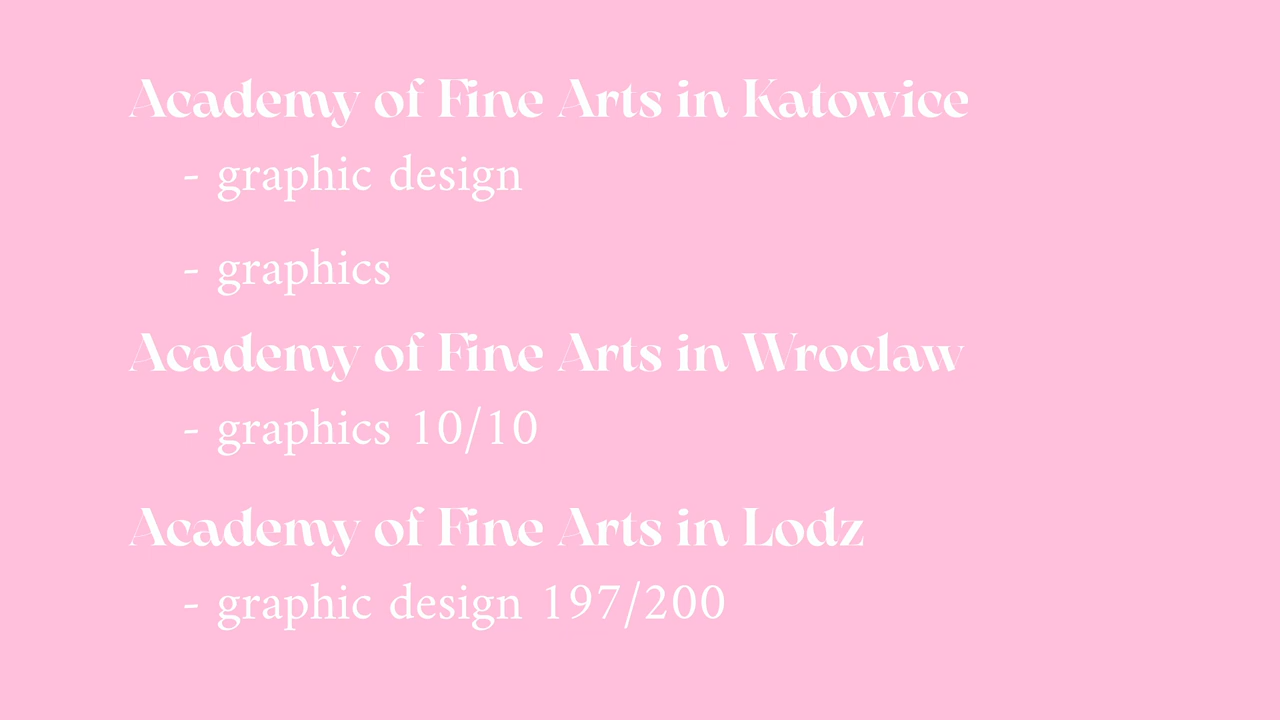 Academy of Fine Arts in Katowice
- graphic design
- graphics
Academy of Fine Arts in Wroclaw
- graphics 10/10
Academy of Fine Arts in Lodz
- graphic design 197/200